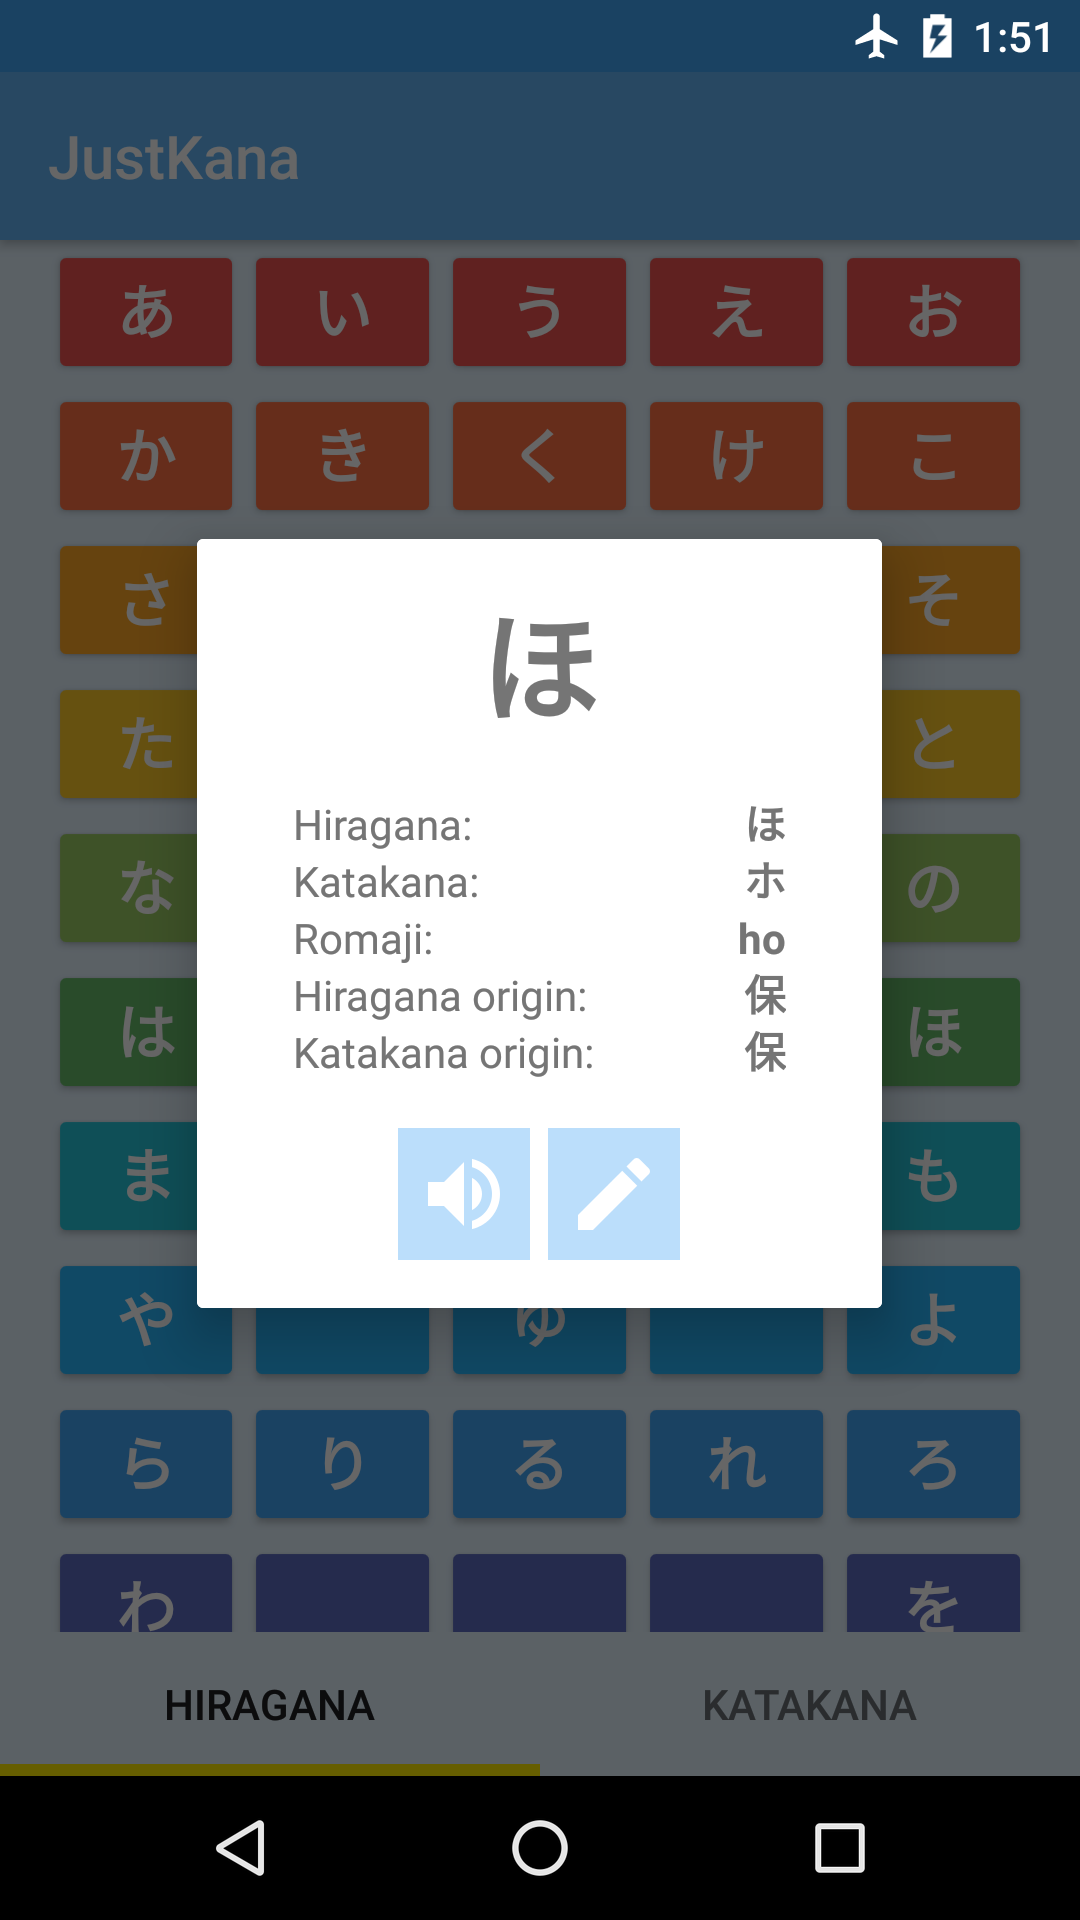 1:51
JustKana
あ い う え お
か き く け こ
さ そ
た と
な の
は ほ
ま も
や ゆ よ
ら り る れ ろ
わ を
ほ
Hiragana: ほ
Katakana: ホ
Romaji: ho
Hiragana origin: 保
Katakana origin: 保
HIRAGANA KATAKANA